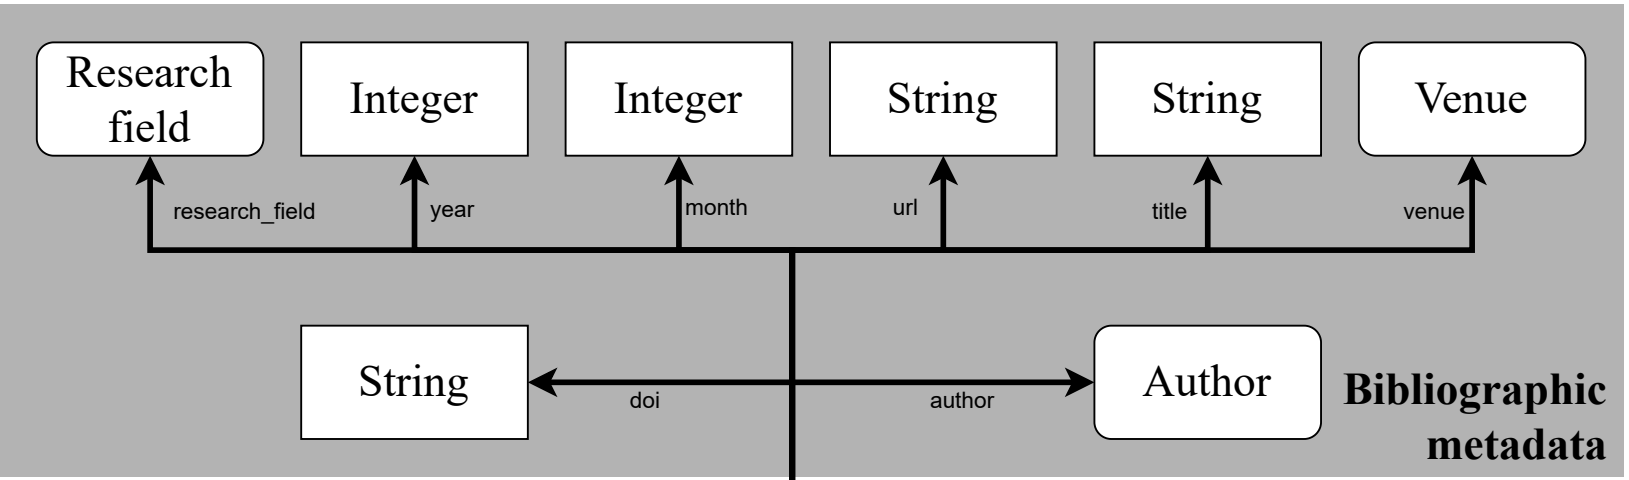 Research
field
Integer
Integer
String
String
Venue
research_field
year
month
url
title
venue
String
doi
author
Author
Bibliographic
metadata